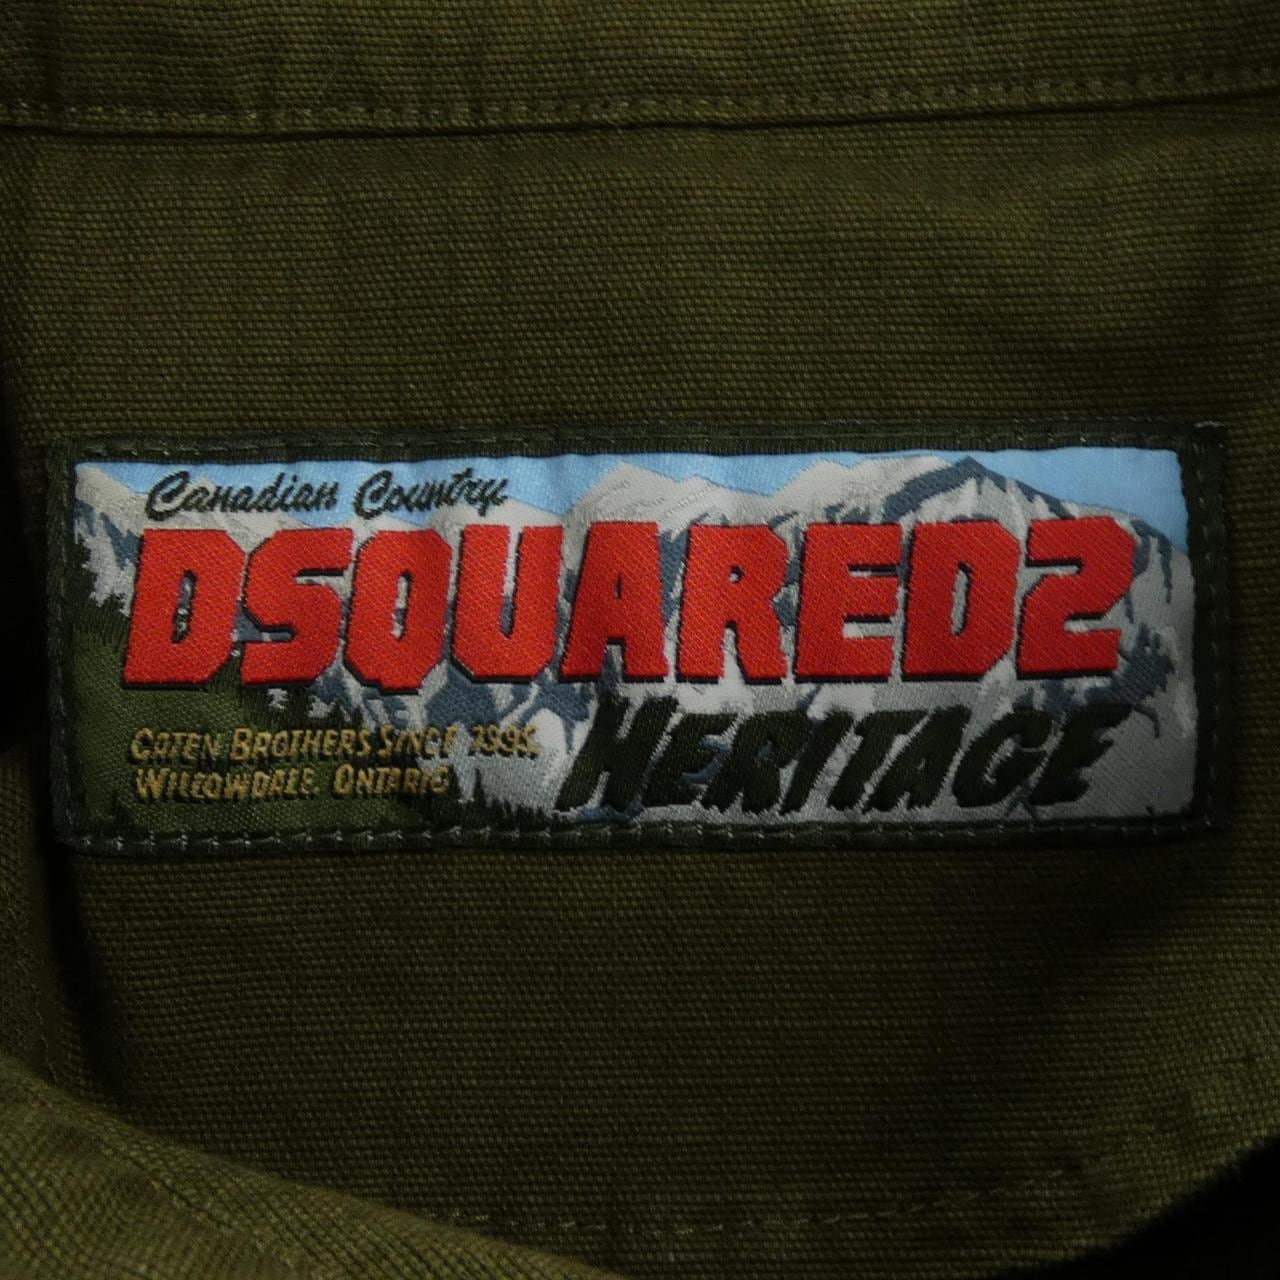 Canadian Country
DSQUARED2
CATEN BROTHERS SINCE 1995.
WILLOWDALE. ONTARIO
HERITAGE